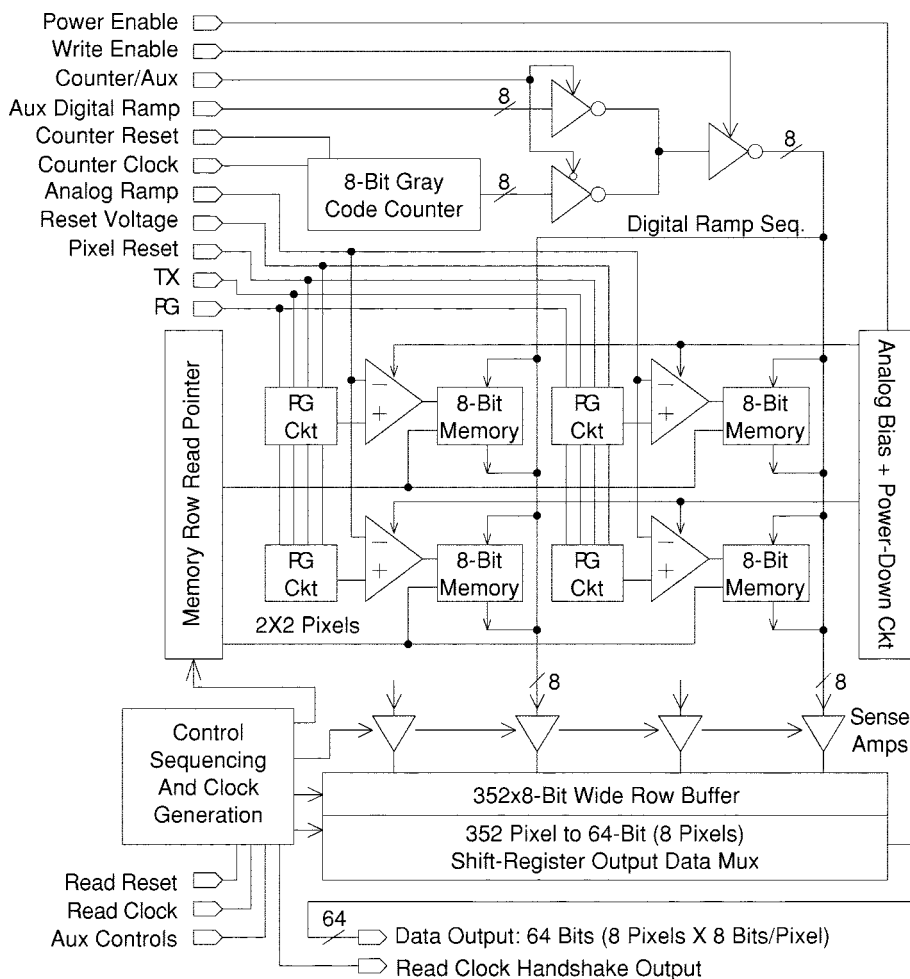 Power Enable
Write Enable
Counter/Aux
Aux Digital Ramp
8
Counter Reset
8
Counter Clock
8-Bit Gray
Code Counter
8
Analog Ramp
Reset Voltage
Digital Ramp Seq.
Pixel Reset
TX
PG
Memory Row Read Pointer
PG
Ckt
−
+
8-Bit
Memory
PG
Ckt
−
+
8-Bit
Memory
Analog Bias + Power-Down Ckt
PG
Ckt
−
+
8-Bit
Memory
PG
Ckt
−
+
8-Bit
Memory
2X2 Pixels
8
8
Control
Sequencing
And Clock
Generation
Sense
Amps
352x8-Bit Wide Row Buffer
352 Pixel to 64-Bit (8 Pixels)
Shift-Register Output Data Mux
Read Reset
Read Clock
Aux Controls
64
Data Output: 64 Bits (8 Pixels X 8 Bits/Pixel)
Read Clock Handshake Output